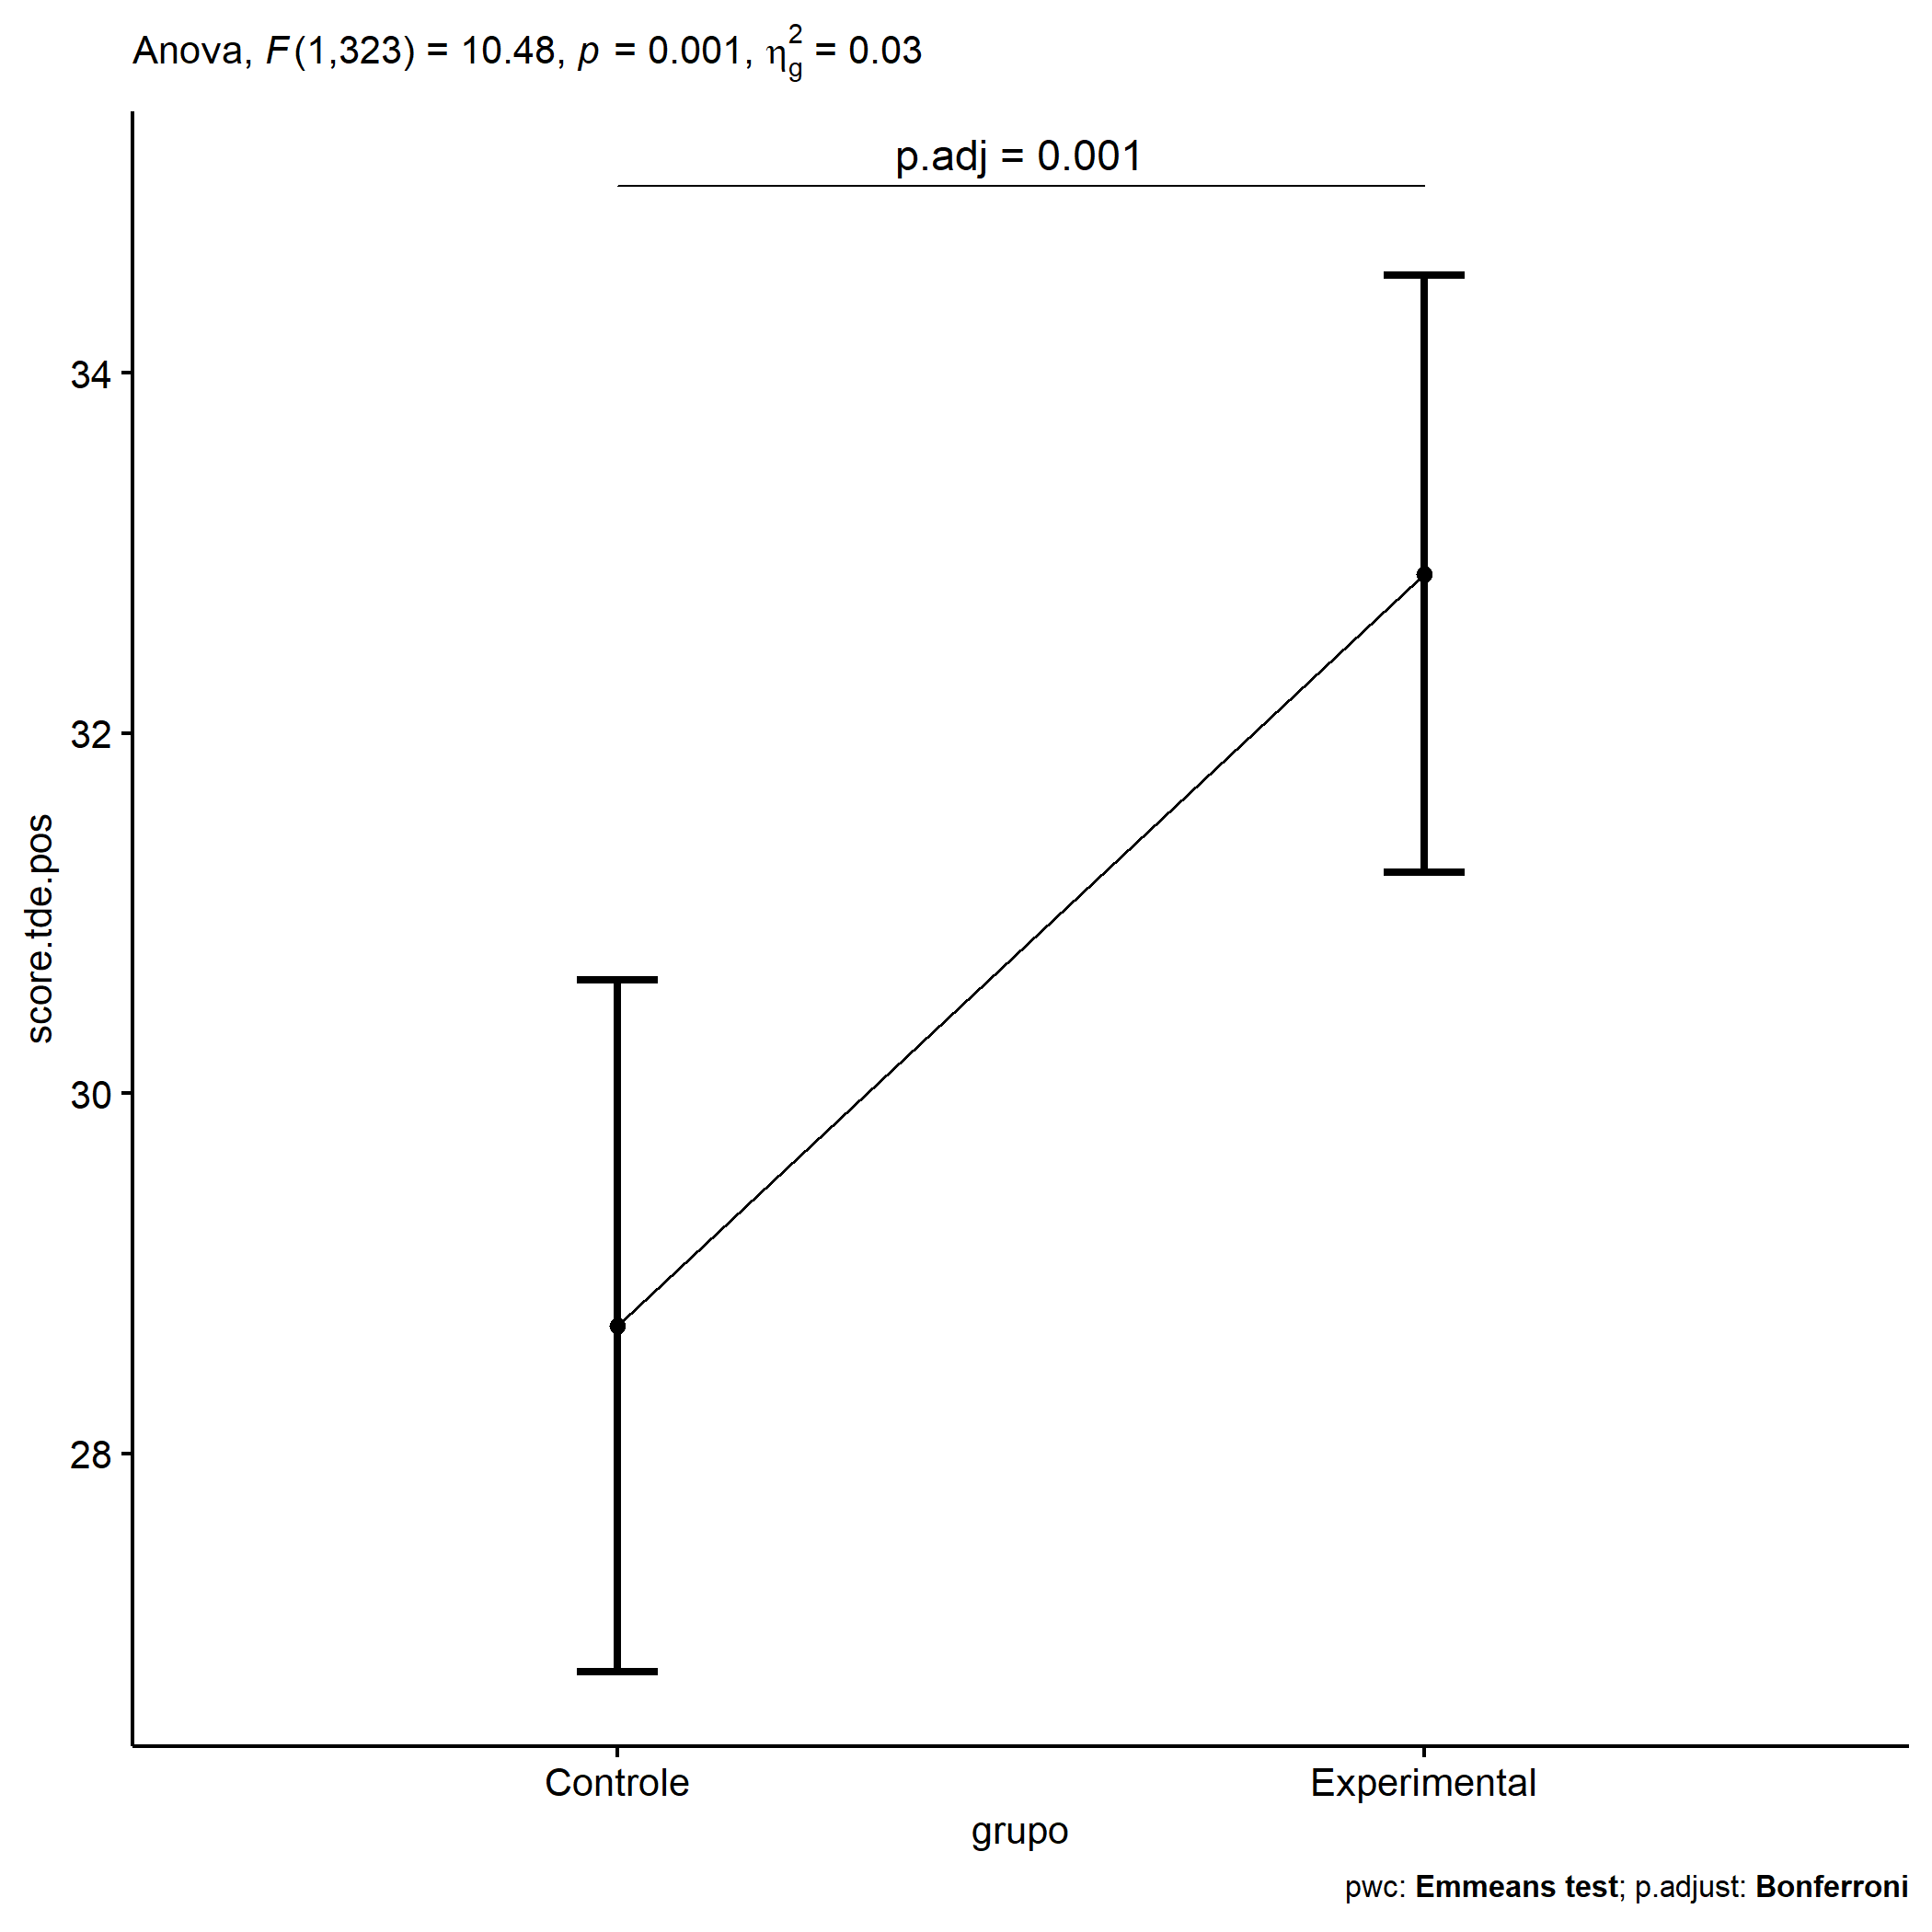 Anova, F(1,323) = 10.48, p = 0.001, η²g = 0.03
p.adj = 0.001
34
32
30
28
score.tde.pos
Controle Experimental
grupo
pwc: Emmeans test; p.adjust: Bonferroni